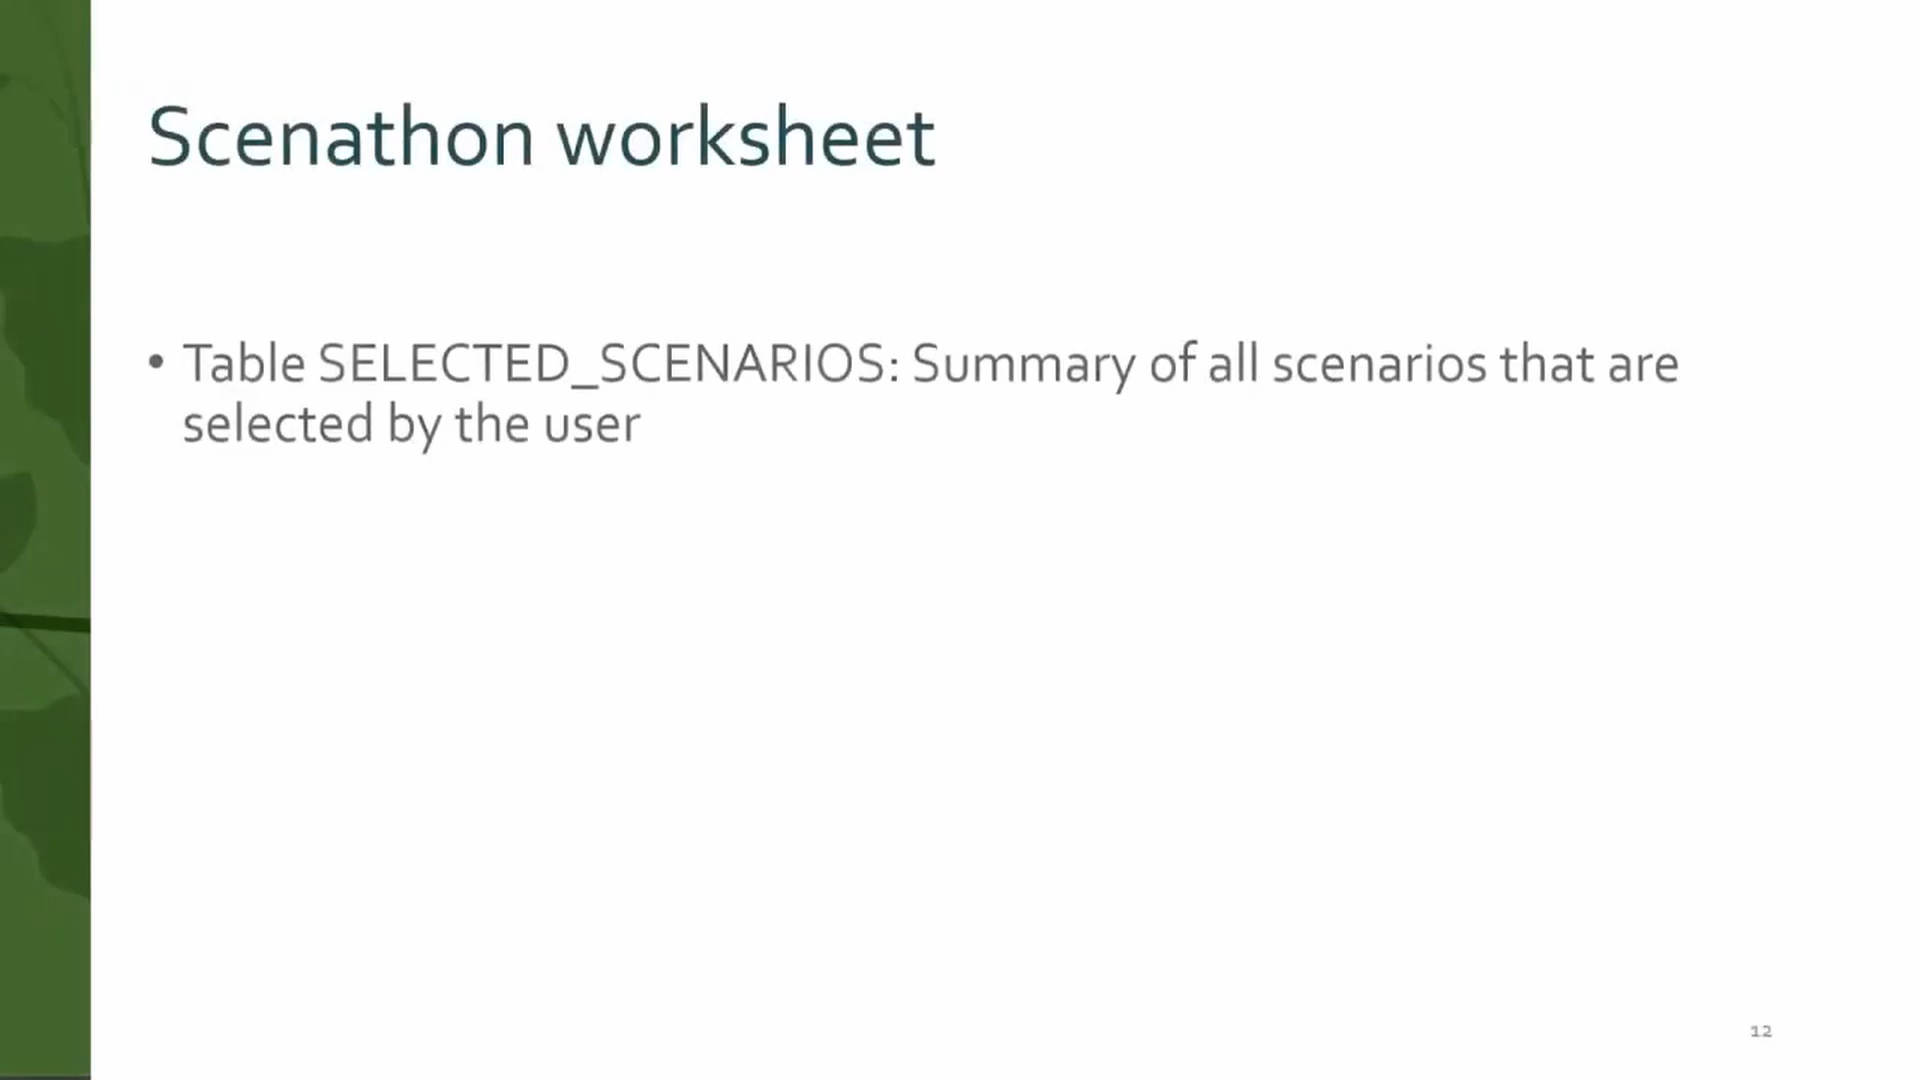 Scenathon worksheet
• Table SELECTED_SCENARIOS: Summary of all scenarios that are
selected by the user
12